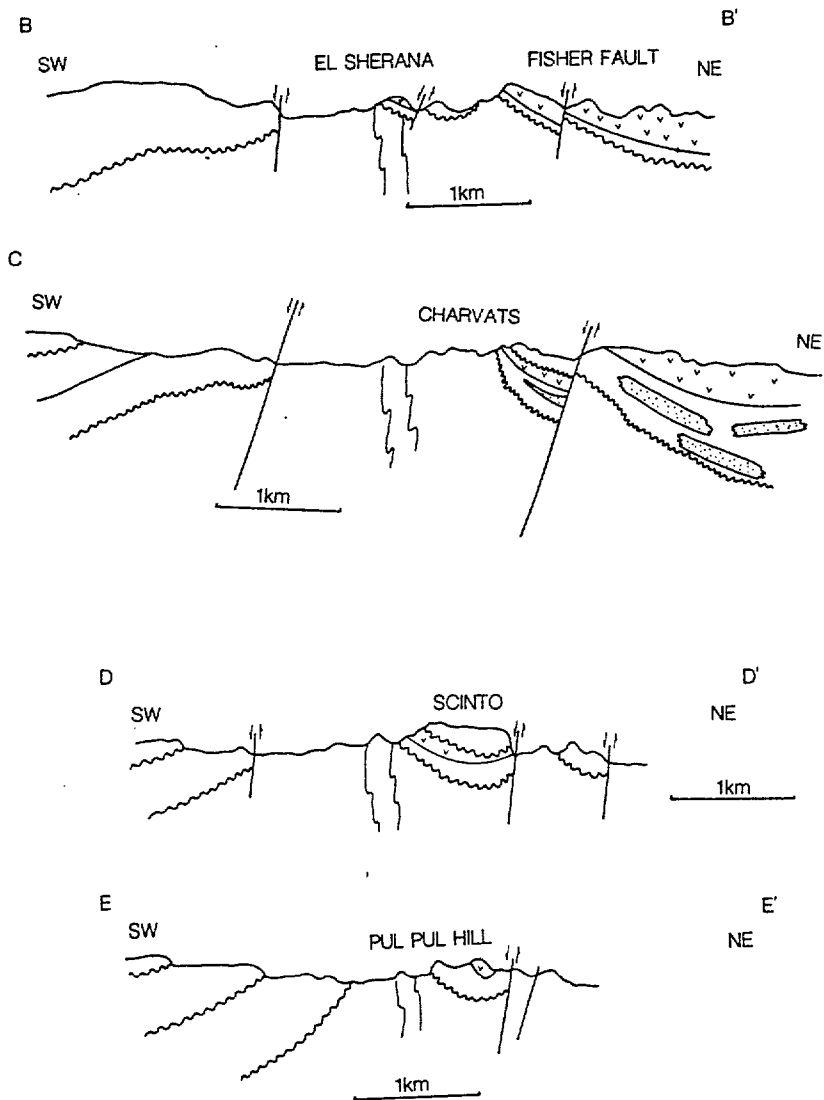 B B'
SW EL SHERANA FISHER FAULT NE
1km
C
SW CHARVATS NE
1km
D D'
SW SCINTO NE
1km
E E'
SW PUL PUL HILL NE
1km